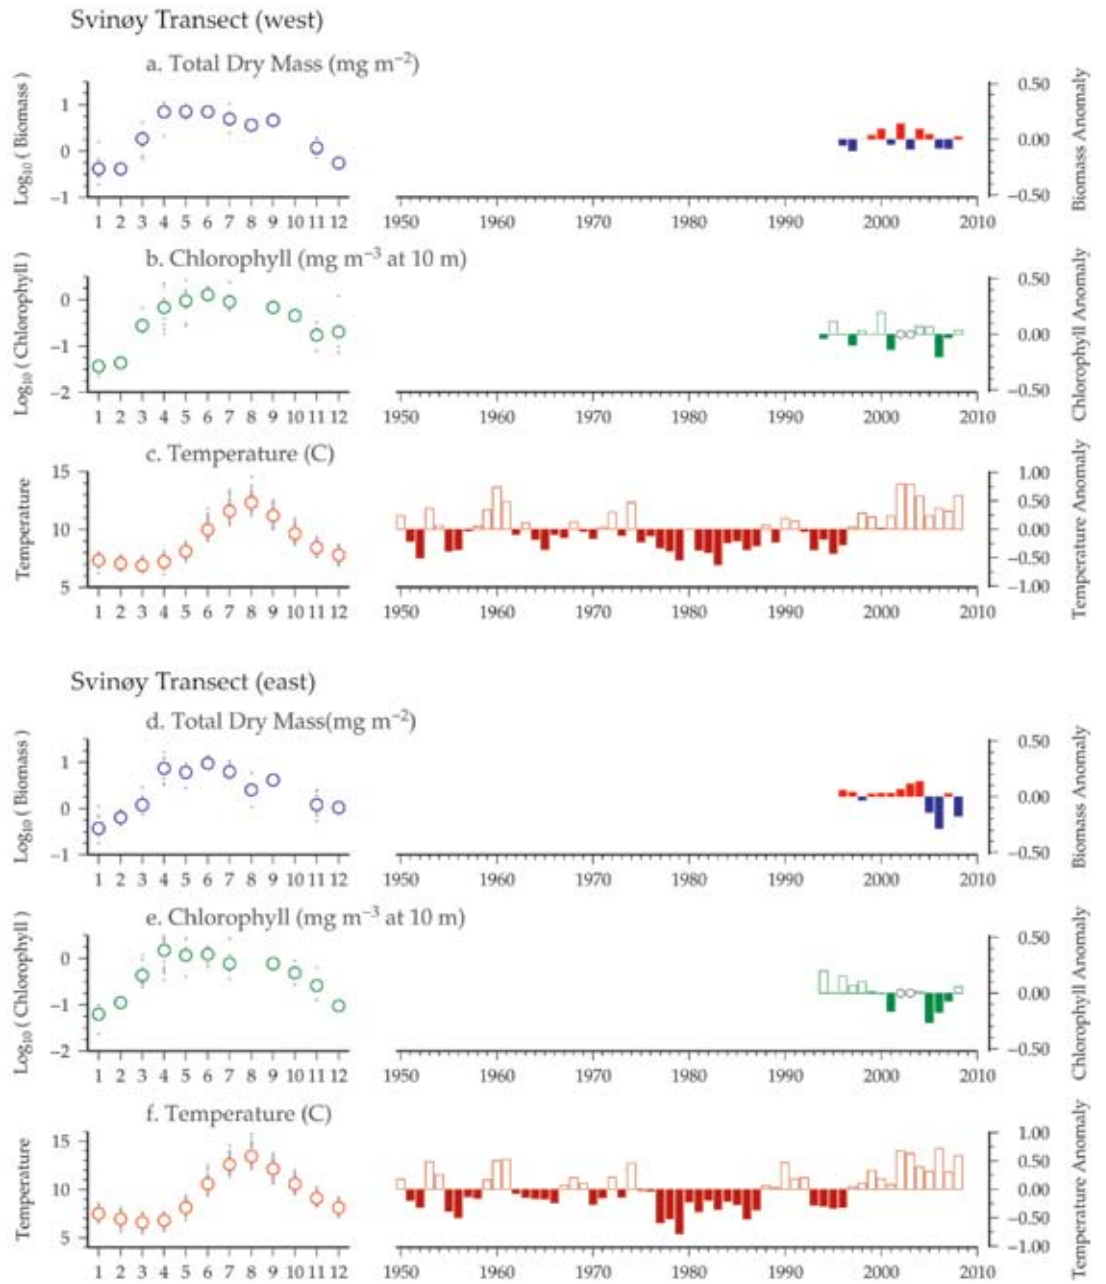 Svinøy Transect (west)
a. Total Dry Mass (mg m⁻²)
Log₁₀ ( Biomass )
1
0
−1
1 2 3 4 5 6 7 8 9 10 11 12
1950 1960 1970 1980 1990 2000 2010
0.50
0.00
−0.50
Biomass Anomaly
b. Chlorophyll (mg m⁻³ at 10 m)
Log₁₀ ( Chlorophyll )
0
−1
−2
1 2 3 4 5 6 7 8 9 10 11 12
1950 1960 1970 1980 1990 2000 2010
0.50
0.00
−0.50
Chlorophyll Anomaly
c. Temperature (C)
Temperature
15
10
5
1 2 3 4 5 6 7 8 9 10 11 12
1950 1960 1970 1980 1990 2000 2010
1.00
0.50
0.00
−0.50
−1.00
Temperature Anomaly
Svinøy Transect (east)
d. Total Dry Mass(mg m⁻²)
Log₁₀ ( Biomass )
1
0
−1
1 2 3 4 5 6 7 8 9 10 11 12
1950 1960 1970 1980 1990 2000 2010
0.50
0.00
−0.50
Biomass Anomaly
e. Chlorophyll (mg m⁻³ at 10 m)
Log₁₀ ( Chlorophyll )
0
−1
−2
1 2 3 4 5 6 7 8 9 10 11 12
1950 1960 1970 1980 1990 2000 2010
0.50
0.00
−0.50
Chlorophyll Anomaly
f. Temperature (C)
Temperature
15
10
5
1 2 3 4 5 6 7 8 9 10 11 12
1950 1960 1970 1980 1990 2000 2010
1.00
0.50
0.00
−0.50
−1.00
Temperature Anomaly